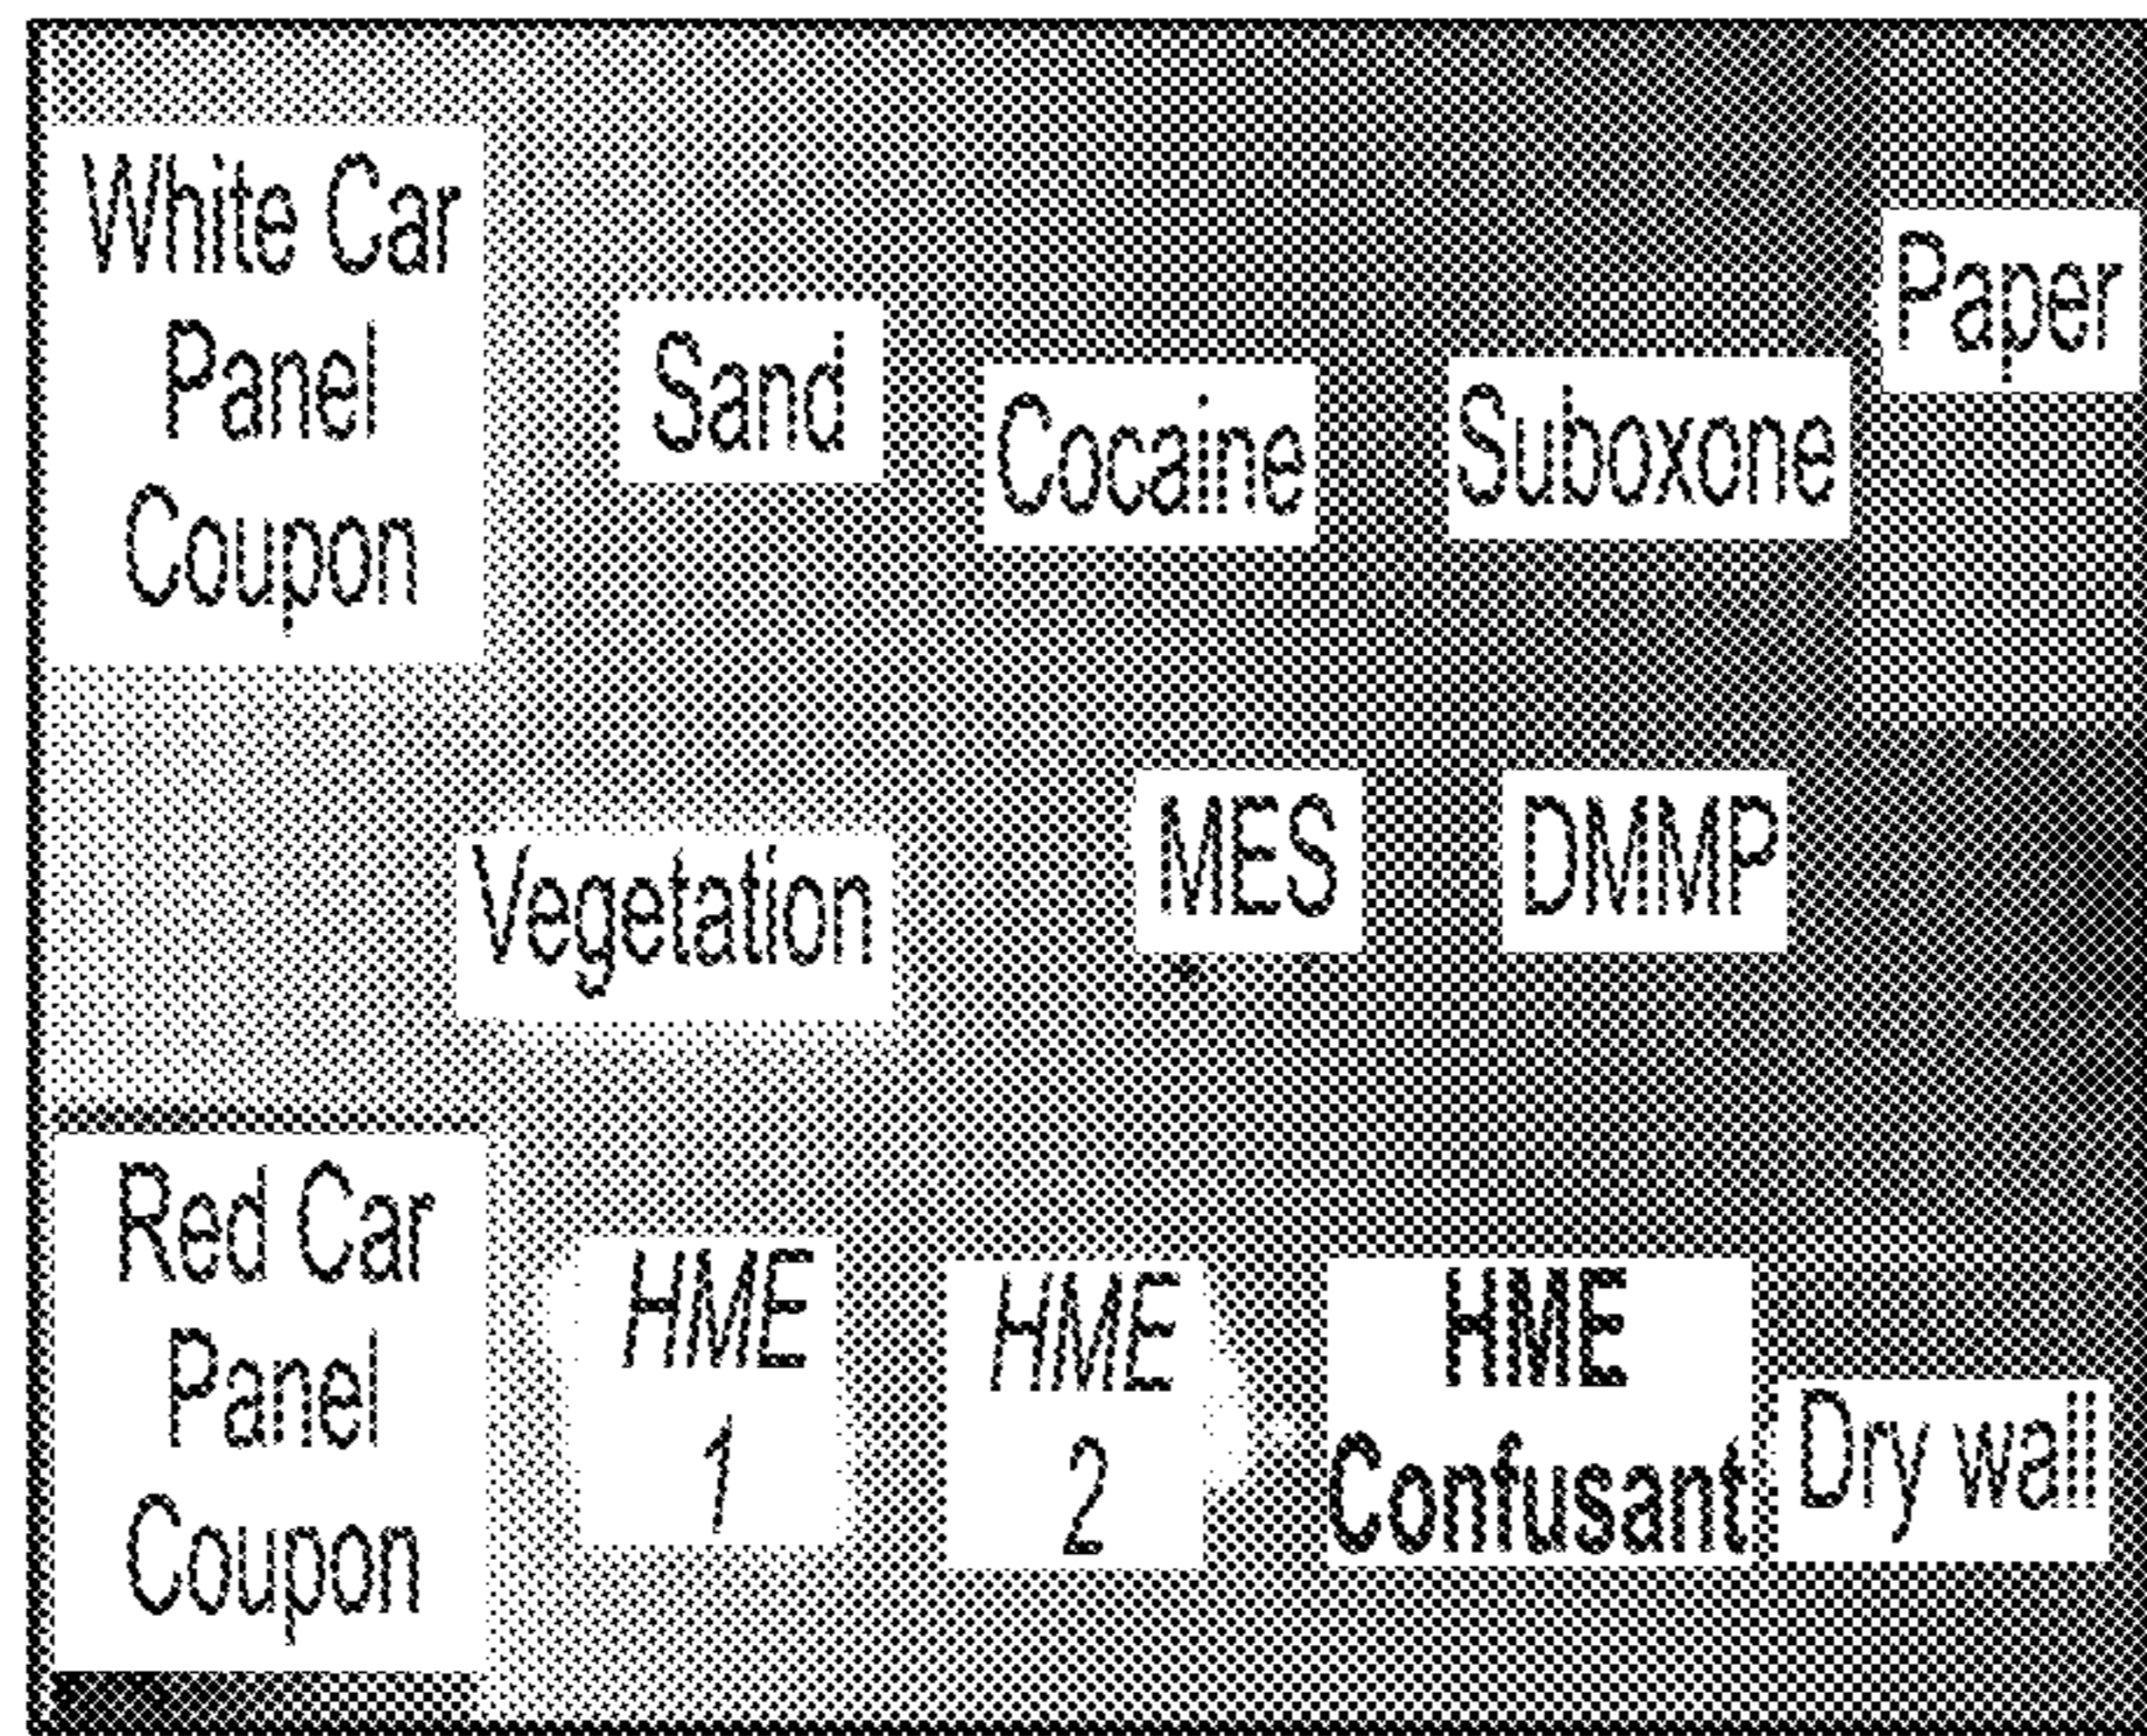 White Car
Panel
Coupon
Sand
Cocaine
Suboxone
Paper
Vegetation
MES
DMMP
Red Car
Panel
Coupon
HME
1
HME
2
HME
Confusant
Dry wall